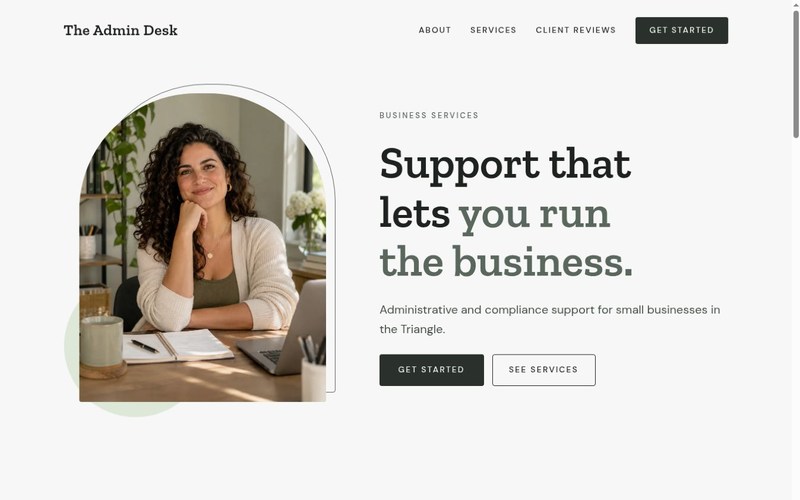 The Admin Desk
ABOUT
SERVICES
CLIENT REVIEWS
GET STARTED
BUSINESS SERVICES
Support that
lets you run
the business.
Administrative and compliance support for small businesses in
the Triangle.
GET STARTED
SEE SERVICES